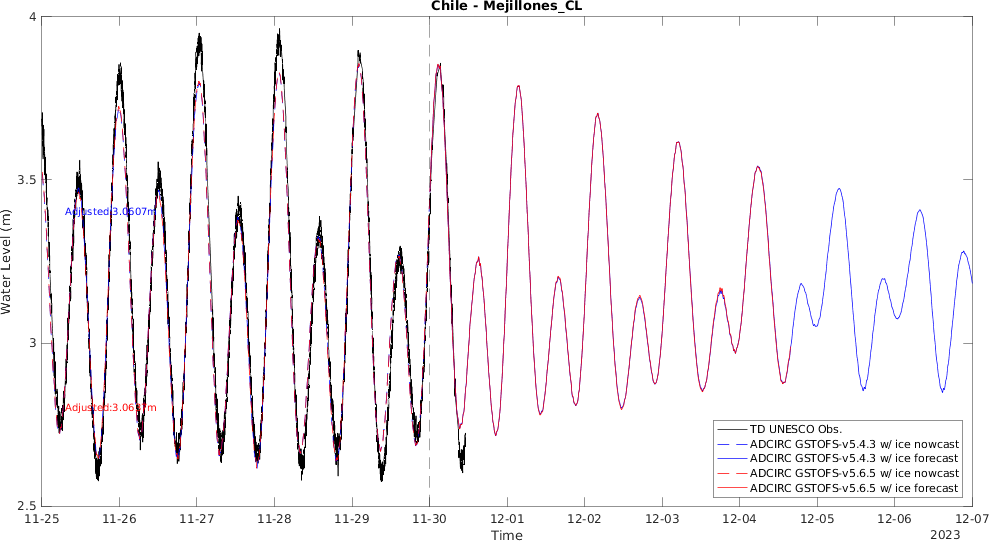 Chile - Mejillones_CL
4
3.5
3
2.5
Water Level (m)
Adjusted:3.0607m
TD UNESCO Obs.
ADCIRC GSTOFS-v5.4.3 w/ ice nowcast
ADCIRC GSTOFS-v5.4.3 w/ ice forecast
ADCIRC GSTOFS-v5.6.5 w/ ice nowcast
ADCIRC GSTOFS-v5.6.5 w/ ice forecast
11-25 11-26 11-27 11-28 11-29 11-30 12-01 12-02 12-03 12-04 12-05 12-06 12-07
Time
2023